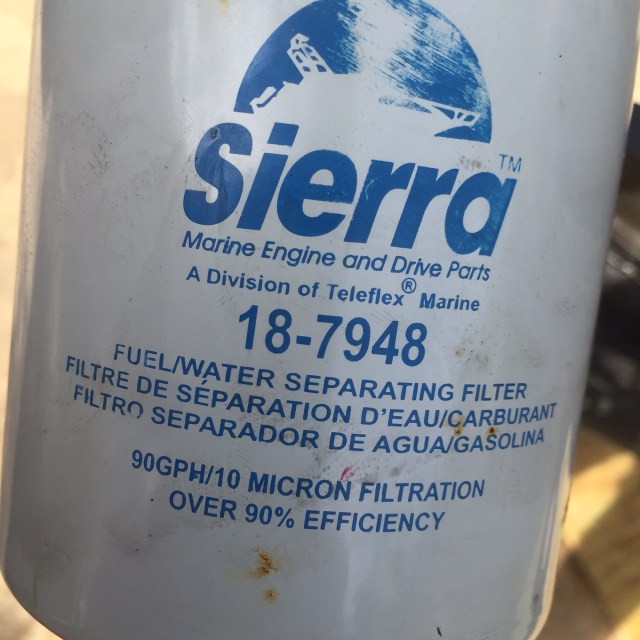 Sierra™
Marine Engine and Drive Parts
A Division of Teleflex® Marine
18-7948
FUEL/WATER SEPARATING FILTER
FILTRE DE SÉPARATION D'EAU/CARBURANT
FILTRO SEPARADOR DE AGUA/GASOLINA
90GPH/10 MICRON FILTRATION
OVER 90% EFFICIENCY